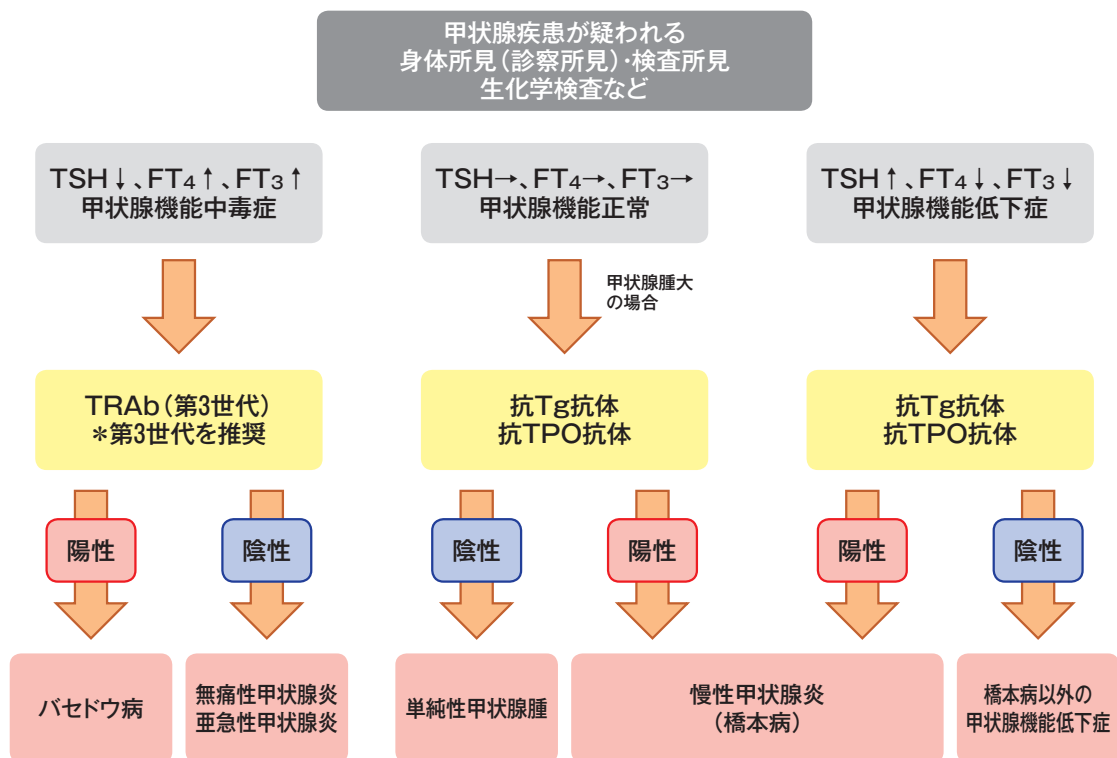 甲状腺疾患が疑われる
身体所見（診察所見）・検査所見
生化学検査など
TSH↓、FT₄↑、FT₃↑
甲状腺機能中毒症
TSH→、FT₄→、FT₃→
甲状腺機能正常
TSH↑、FT₄↓、FT₃↓
甲状腺機能低下症
甲状腺腫大
の場合
TRAb（第3世代）
＊第3世代を推奨
抗Tg抗体
抗TPO抗体
抗Tg抗体
抗TPO抗体
陽性
陰性
陰性
陽性
陽性
陰性
バセドウ病
無痛性甲状腺炎
亜急性甲状腺炎
単純性甲状腺腫
慢性甲状腺炎
（橋本病）
橋本病以外の
甲状腺機能低下症